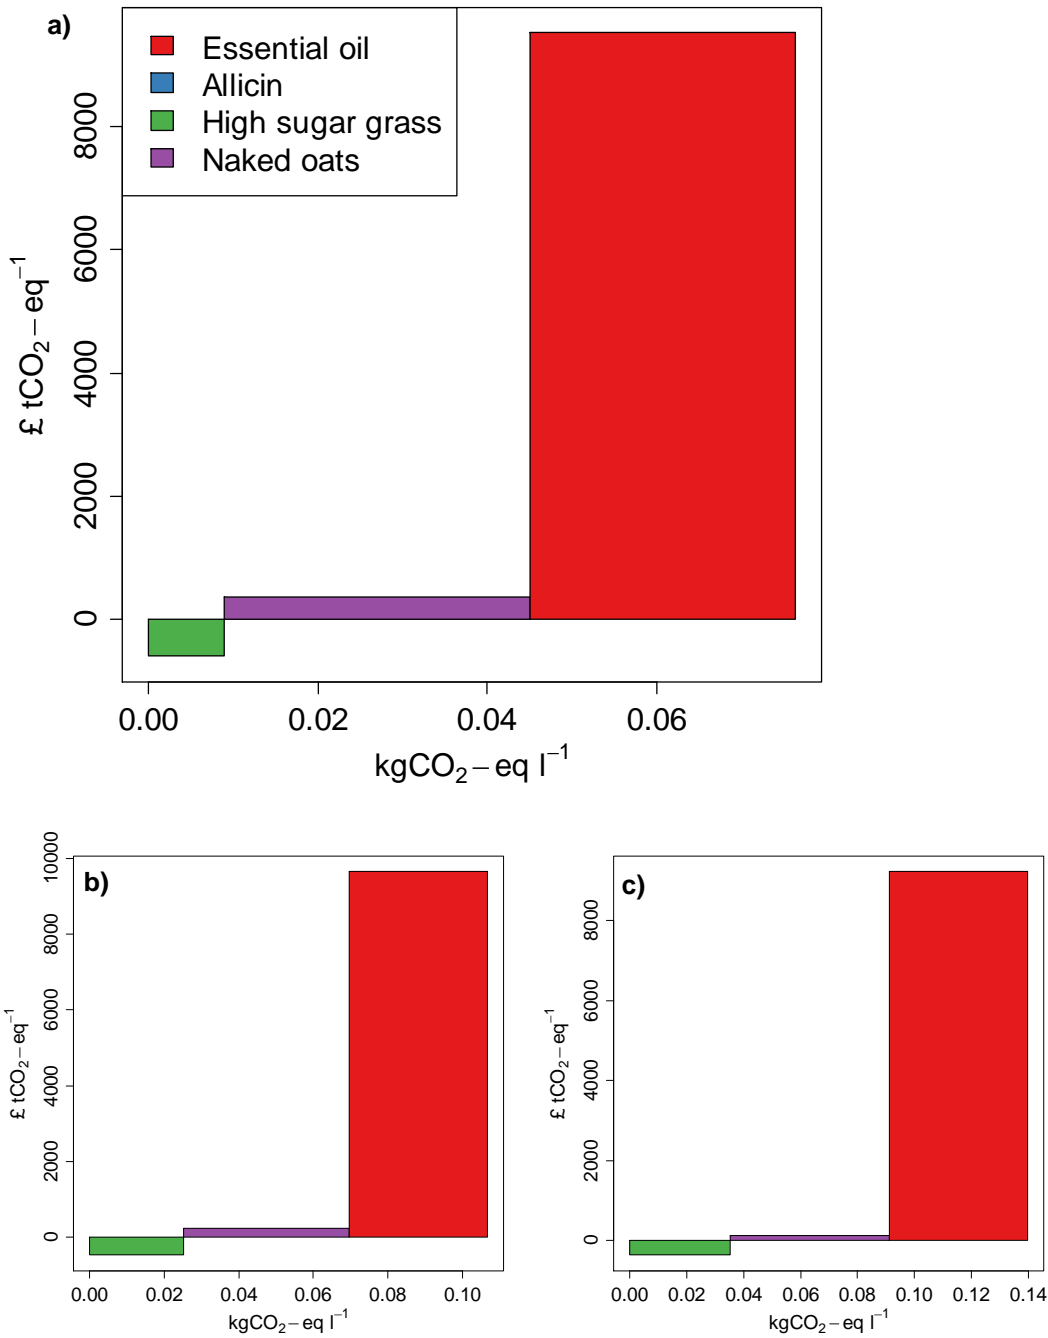 a)
Essential oil
Allicin
High sugar grass
Naked oats
8000
6000
4000
2000
0
£ tCO₂−eq⁻¹
0.00 0.02 0.04 0.06
kgCO₂−eq l⁻¹
b)
10000
8000
6000
4000
2000
0
£ tCO₂−eq⁻¹
0.00 0.02 0.04 0.06 0.08 0.10
kgCO₂−eq l⁻¹
c)
8000
6000
4000
2000
0
£ tCO₂−eq⁻¹
0.00 0.02 0.04 0.06 0.08 0.10 0.12 0.14
kgCO₂−eq l⁻¹